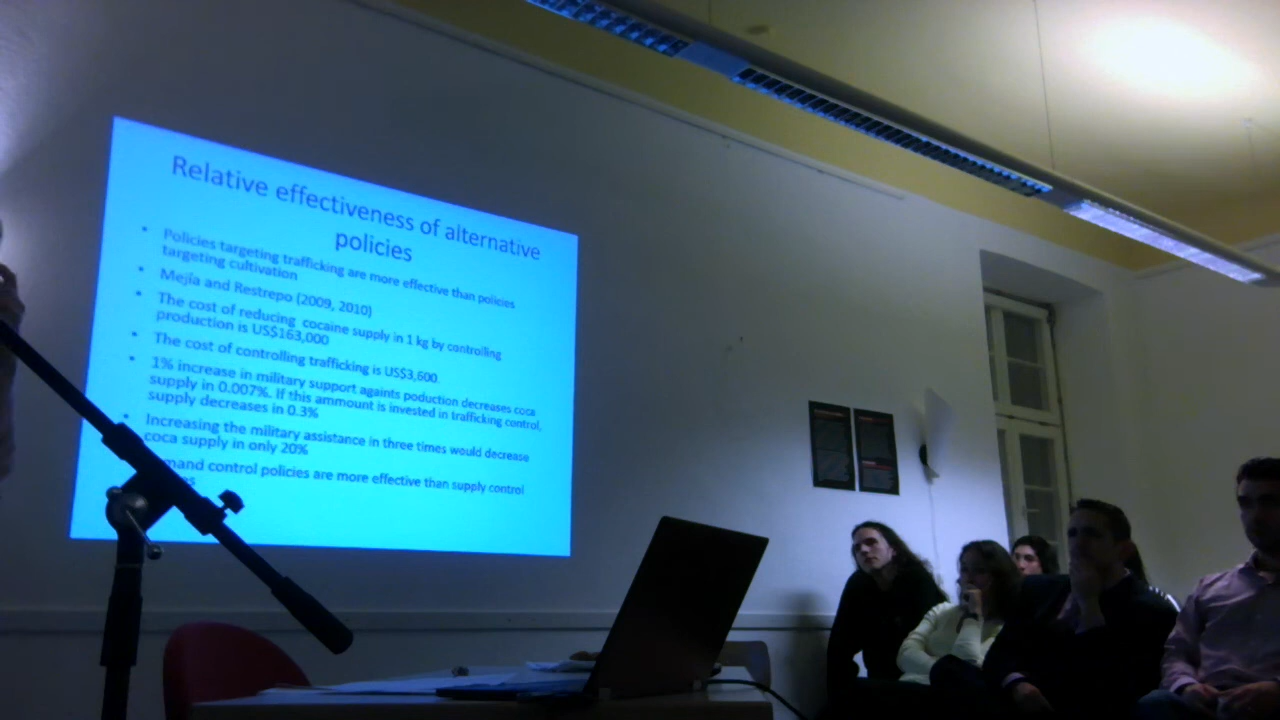 Relative effectiveness of alternative
policies
• Policies targeting trafficking are more effective than policies
targeting cultivation
• Mejía and Restrepo (2009, 2010)
• The cost of reducing cocaine supply in 1 kg by controlling
production is US$163,000
• The cost of controlling trafficking is US$3,600
• 1% increase in military support againts poduction decreases coca
supply in 0.007%. If this ammount is invested in trafficking control,
supply decreases in 0.3%
• Increasing the military assistance in three times would decrease
coca supply in only 20%
mand control policies are more effective than supply control